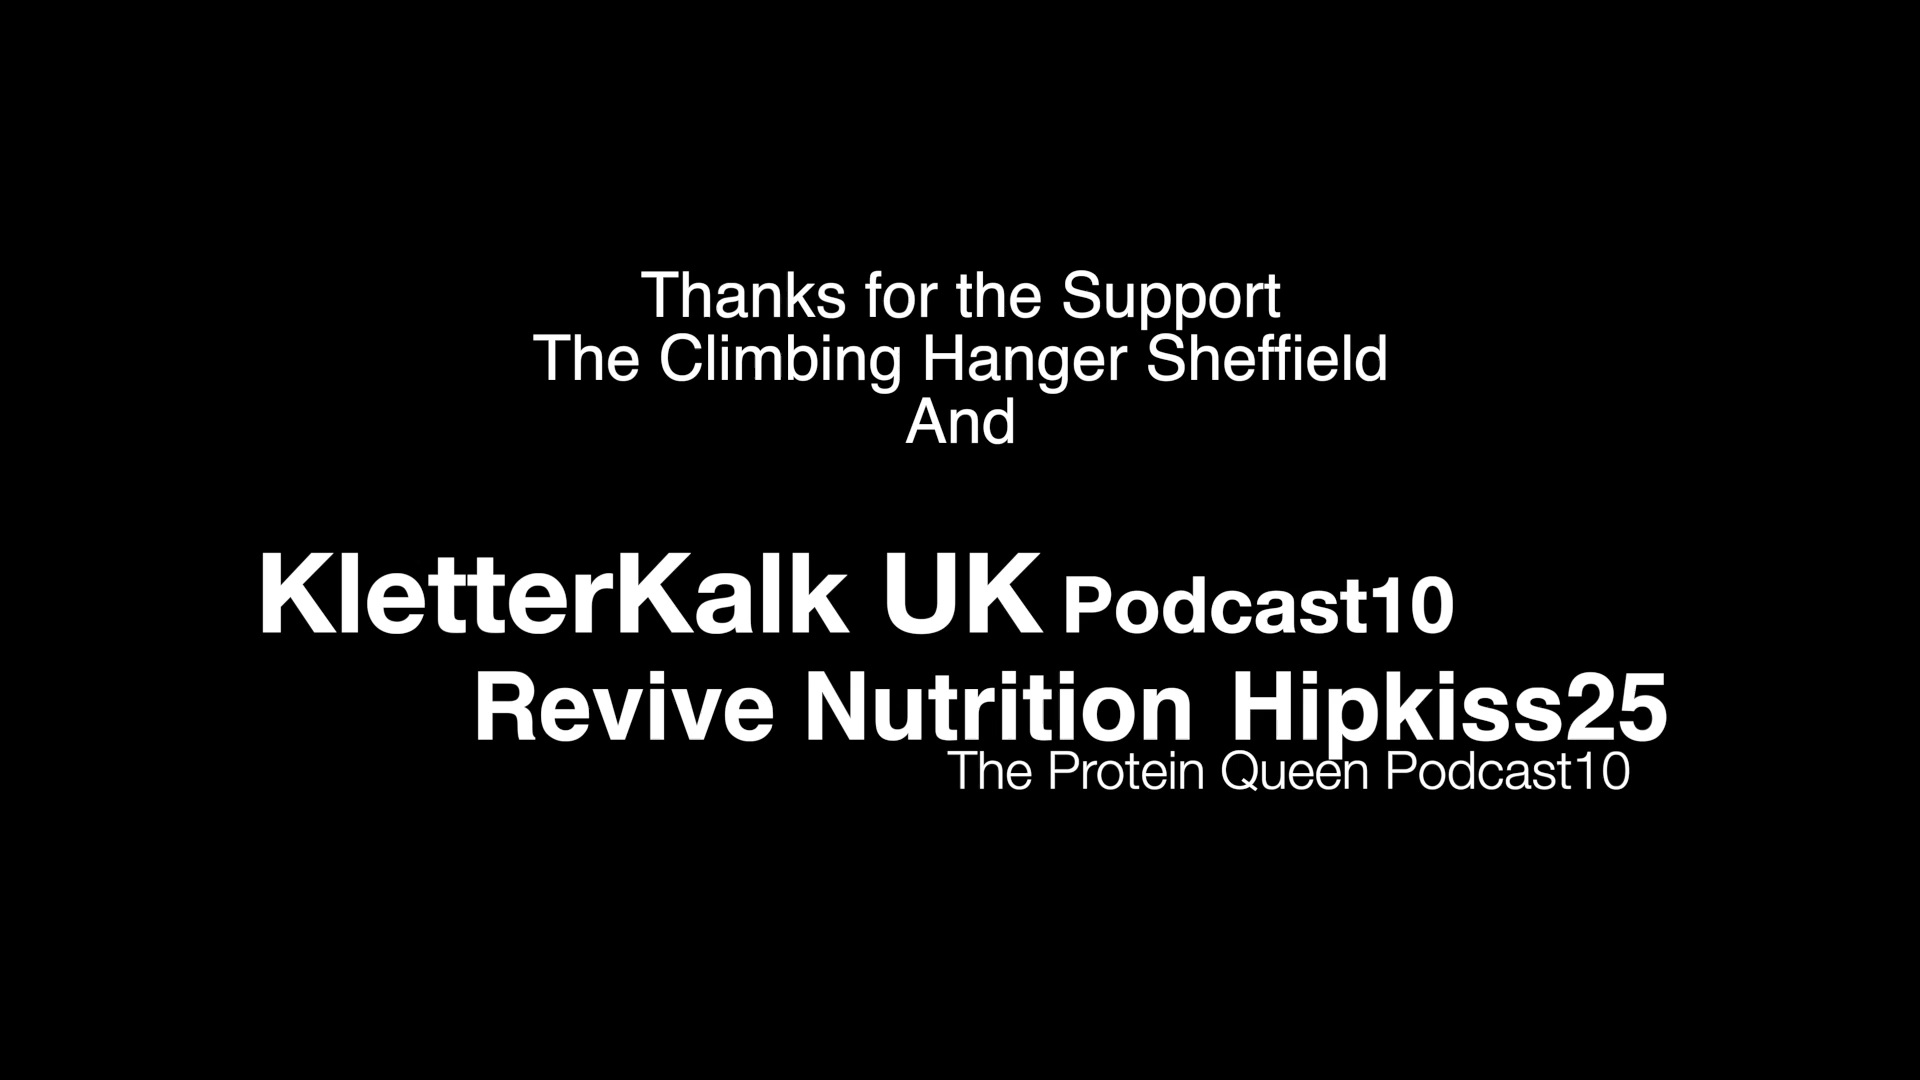 Thanks for the Support
The Climbing Hanger Sheffield
And
KletterKalk UK Podcast10
Revive Nutrition Hipkiss25
The Protein Queen Podcast10